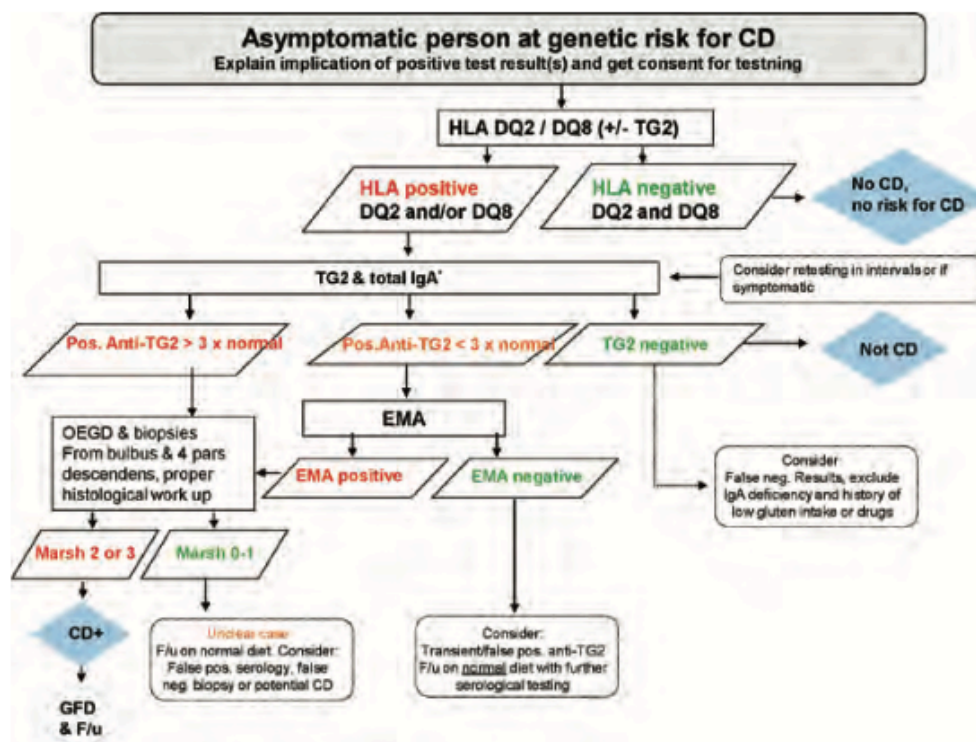 Asymptomatic person at genetic risk for CD
Explain implication of positive test result(s) and get consent for testning
HLA DQ2 / DQ8 (+/- TG2)
HLA positive
DQ2 and/or DQ8
HLA negative
DQ2 and DQ8
No CD,
no risk for CD
TG2 & total IgA*
Consider retesting in intervals or if
symptomatic
Pos. Anti-TG2 > 3 x normal
Pos.Anti-TG2 < 3 x normal
TG2 negative
Not CD
OEGD & biopsies
From bulbus & 4 pars
descendens, proper
histological work up
EMA
EMA positive
EMA negative
Consider:
False neg. Results, exclude
IgA deficiency and history of
low gluten intake or drugs
Marsh 2 or 3
Marsh 0-1
CD+
Unclear case
F/u on normal diet. Consider:
False pos. serology, false
neg. biopsy or potential CD
Consider:
Transient/false pos. anti-TG2
F/u on normal diet with further
serological testing
GFD
& F/u